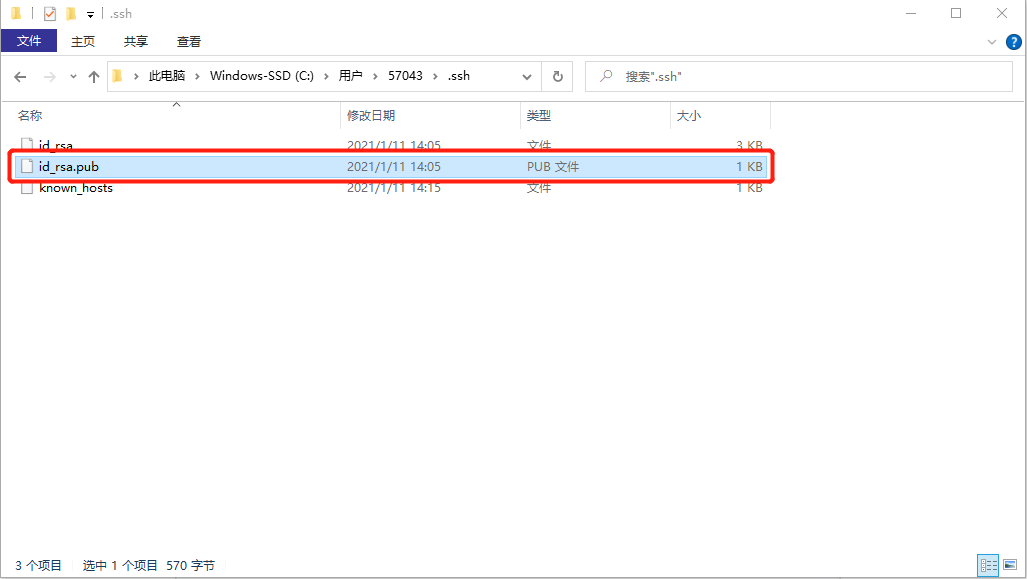 .ssh
文件 主页 共享 查看
此电脑 › Windows-SSD (C:) › 用户 › 57043 › .ssh 搜索".ssh"
名称 修改日期 类型 大小
id_rsa 2021/1/11 14:05 文件 3 KB
id_rsa.pub 2021/1/11 14:05 PUB 文件 1 KB
known_hosts 2021/1/11 14:15 文件 1 KB
3 个项目 选中 1 个项目 570 字节